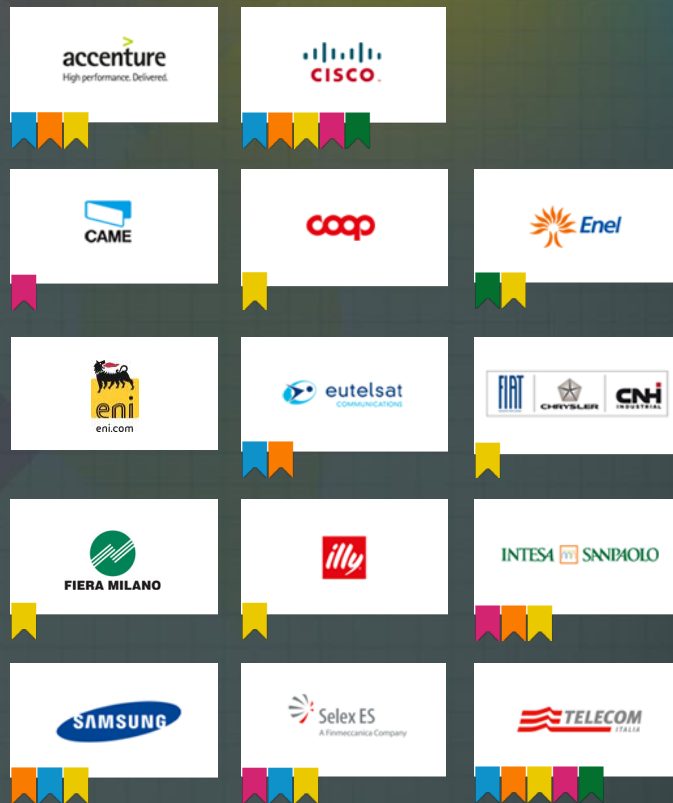 accenture
High performance. Delivered.
CISCO
CAME
coop
Enel
eni
eni.com
eutelsat
COMMUNICATIONS
FIAT
CHRYSLER
CNH
INDUSTRIAL
FIERA MILANO
illy
INTESA SANPAOLO
SAMSUNG
Selex ES
A Finmeccanica Company
TELECOM
ITALIA